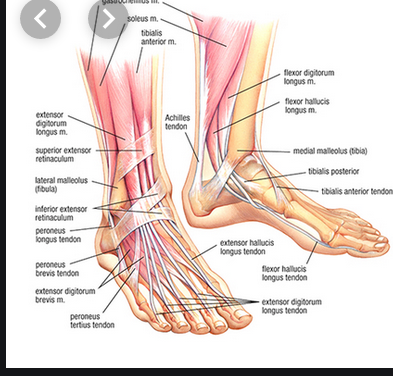 gastrocnemius m.
soleus m.
tibialis
anterior m.
flexor digitorum
longus m.
flexor hallucis
longus m.
extensor
digitorum
longus m.
Achilles
tendon
superior extensor
retinaculum
medial malleolus (tibia)
tibialis posterior
lateral malleolus
(fibula)
tibialis anterior tendon
inferior extensor
retinaculum
peroneus
longus tendon
extensor hallucis
longus tendon
peroneus
brevis tendon
flexor hallucis
longus tendon
extensor digitorum
brevis m.
extensor digitorum
longus tendon
peroneus
tertius tendon